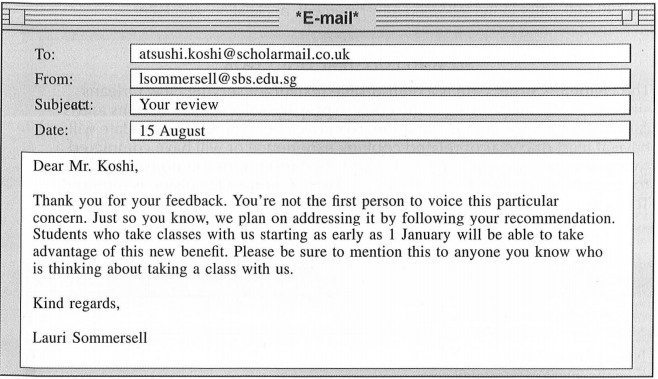 *E-mail*
To: atsushi.koshi@scholarmail.co.uk
From: lsommersell@sbs.edu.sg
Subject: Your review
Date: 15 August
Dear Mr. Koshi,
Thank you for your feedback. You're not the first person to voice this particular
concern. Just so you know, we plan on addressing it by following your recommendation.
Students who take classes with us starting as early as 1 January will be able to take
advantage of this new benefit. Please be sure to mention this to anyone you know who
is thinking about taking a class with us.
Kind regards,
Lauri Sommersell